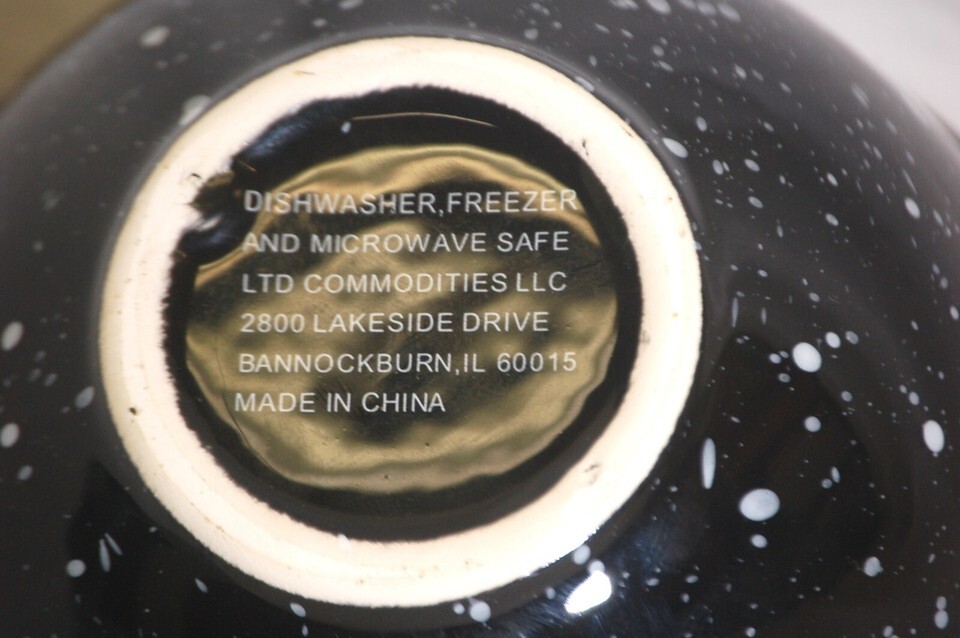 DISHWASHER,FREEZER
AND MICROWAVE SAFE
LTD COMMODITIES LLC
2800 LAKESIDE DRIVE
BANNOCKBURN,IL 60015
MADE IN CHINA